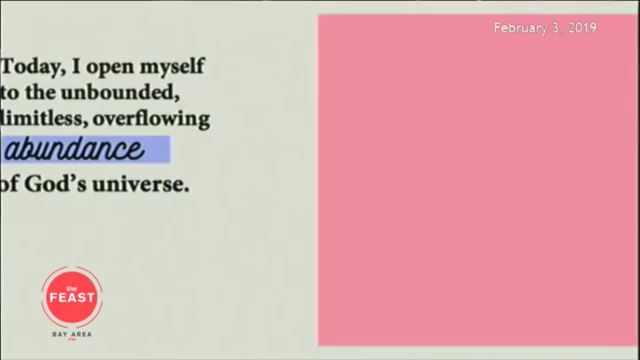 February 3, 2019
Today, I open myself
to the unbounded,
limitless, overflowing
abundance
of God's universe.
the
FEAST
BAY AREA